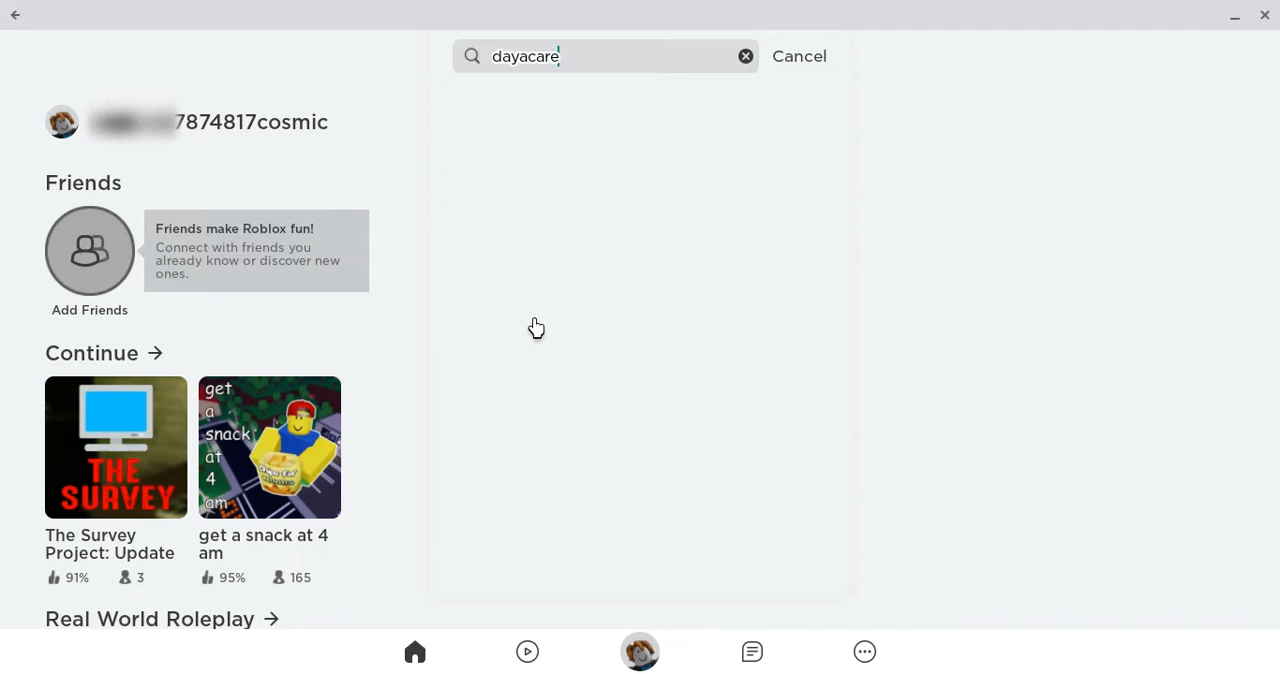 dayacare
Cancel
7874817cosmic
Friends
Friends make Roblox fun!
Connect with friends you
already know or discover new
ones.
Add Friends
Continue
THE
SURVEY
get
a
snack
at
4
am
The Survey
Project: Update
91% 3
get a snack at 4
am
95% 165
Real World Roleplay